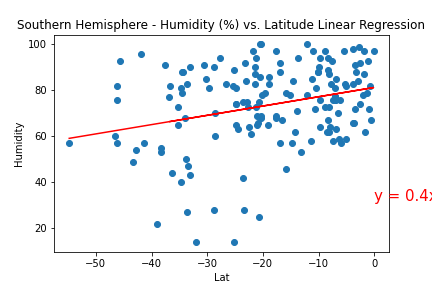 Southern Hemisphere - Humidity (%) vs. Latitude Linear Regression
100
80
60
40
20
Humidity
y = 0.4x
−50
−40
−30
−20
−10
0
Lat